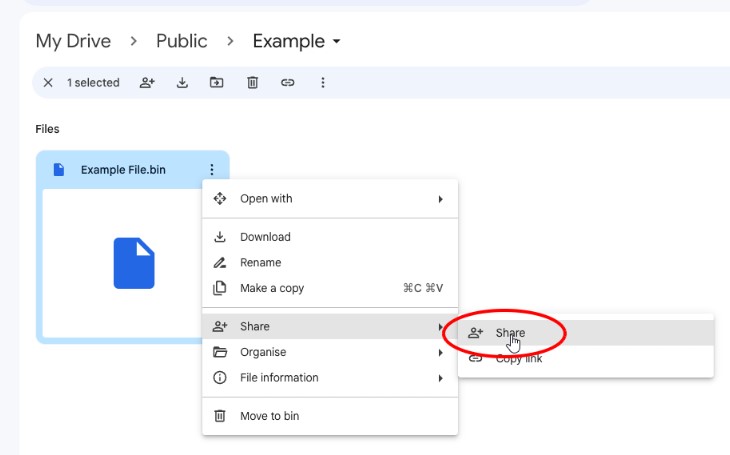 My Drive > Public > Example
1 selected
Files
Example File.bin
Open with
Download
Rename
Make a copy ⌘C ⌘V
Share
Organise
File information
Move to bin
Share
Copy link